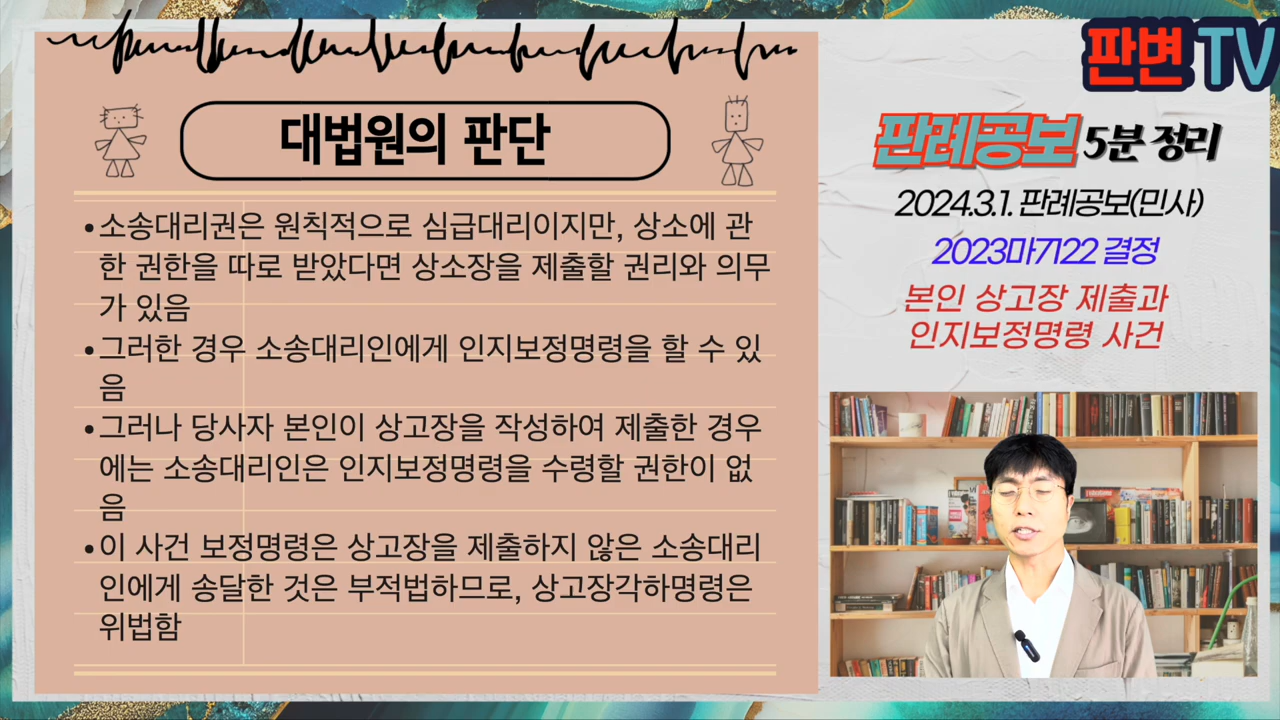 대법원의 판단
•소송대리권은 원칙적으로 심급대리이지만, 상소에 관
한 권한을 따로 받았다면 상소장을 제출할 권리와 의무
가 있음
•그러한 경우 소송대리인에게 인지보정명령을 할 수 있
음
•그러나 당사자 본인이 상고장을 작성하여 제출한 경우
에는 소송대리인은 인지보정명령을 수령할 권한이 없
음
•이 사건 보정명령은 상고장을 제출하지 않은 소송대리
인에게 송달한 것은 부적법하므로, 상고장각하명령은
위법함
판변 TV
판례공보 5분 정리
2024.3.1. 판례공보(민사)
2023마7122 결정
본인 상고장 제출과
인지보정명령 사건